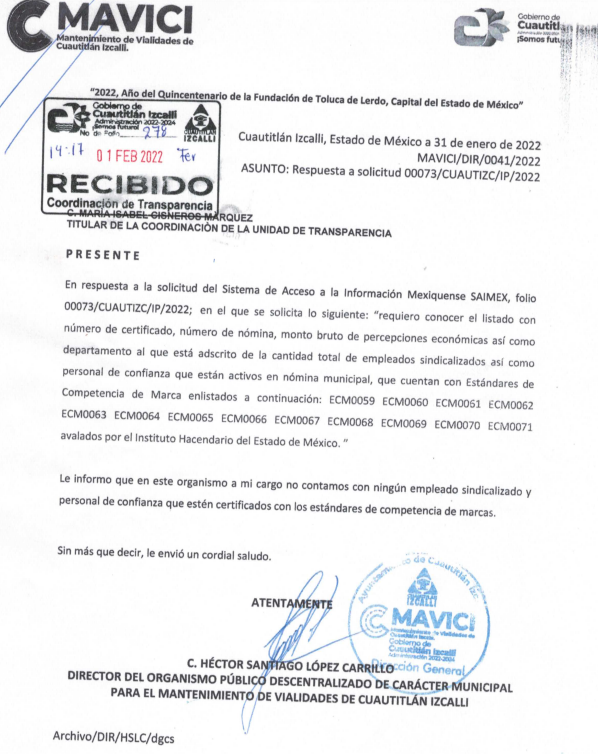 MAVICI
Mantenimiento de Vialidades de
Cuautitlán Izcalli.
Gobierno de
Cuautitl
¡Somos futu
"2022, Año del Quincentenario de la Fundación de Toluca de Lerdo, Capital del Estado de México"
Gobierno de
Cuautitlán Izcalli
Administración 2022-2024
¡Somos futuro!
No de Folio 278
CUAUTITLÁN
IZCALLI
14:17 01 FEB 2022 Fer
RECIBIDO
Coordinación de Transparencia
Cuautitlán Izcalli, Estado de México a 31 de enero de 2022
MAVICI/DIR/0041/2022
ASUNTO: Respuesta a solicitud 00073/CUAUTIZC/IP/2022
C. MARÍA ISABEL CISNEROS MÁRQUEZ
TITULAR DE LA COORDINACIÓN DE LA UNIDAD DE TRANSPARENCIA
PRESENTE
En respuesta a la solicitud del Sistema de Acceso a la Información Mexiquense SAIMEX, folio
00073/CUAUTIZC/IP/2022; en el que se solicita lo siguiente: "requiero conocer el listado con
número de certificado, número de nómina, monto bruto de percepciones económicas así como
departamento al que está adscrito de la cantidad total de empleados sindicalizados así como
personal de confianza que están activos en nómina municipal, que cuentan con Estándares de
Competencia de Marca enlistados a continuación: ECM0059 ECM0060 ECM0061 ECM0062
ECM0063 ECM0064 ECM0065 ECM0066 ECM0067 ECM0068 ECM0069 ECM0070 ECM0071
avalados por el Instituto Hacendario del Estado de México. "
Le informo que en este organismo a mi cargo no contamos con ningún empleado sindicalizado y
personal de confianza que estén certificados con los estándares de competencia de marcas.
Sin más que decir, le envió un cordial saludo.
ATENTAMENTE
Ayuntamiento de Cuautitlán Izc
IZCALLI
MAVICI
Mantenimiento de Vialidades de
Cuautitlán Izcalli.
Gobierno de
Cuautitlán Izcalli
Administración 2022-2024
Dirección General
C. HÉCTOR SANTIAGO LÓPEZ CARRILLO
DIRECTOR DEL ORGANISMO PÚBLICO DESCENTRALIZADO DE CARÁCTER MUNICIPAL
PARA EL MANTENIMIENTO DE VIALIDADES DE CUAUTITLÁN IZCALLI
Archivo/DIR/HSLC/dgcs